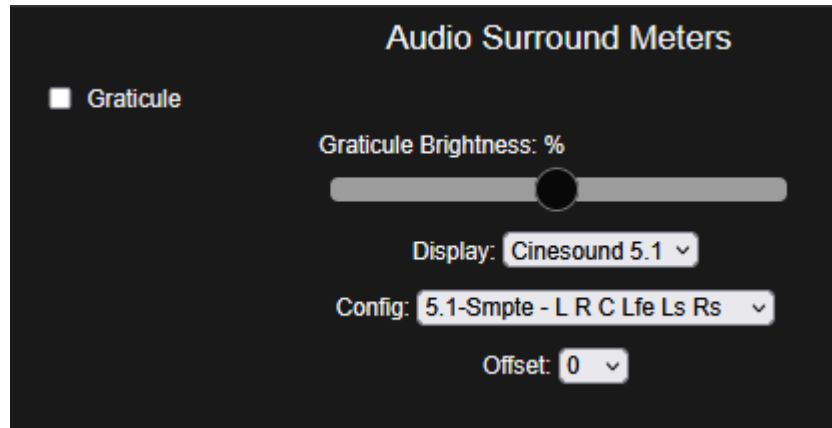 Audio Surround Meters
Graticule
Graticule Brightness: %
Display: Cinesound 5.1
Config: 5.1-Smpte - L R C Lfe Ls Rs
Offset: 0